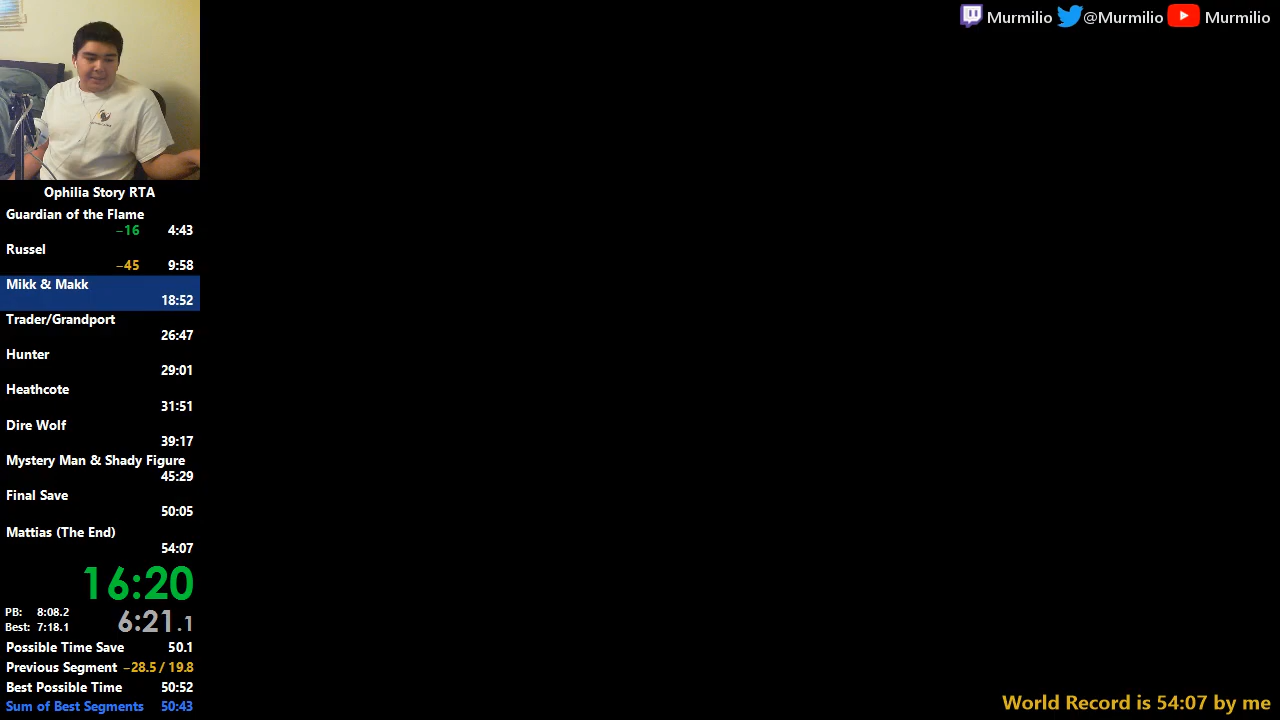 Murmilio @Murmilio Murmilio
Ophilia Story RTA
Guardian of the Flame
−16 4:43
Russel
−45 9:58
Mikk & Makk
18:52
Trader/Grandport
26:47
Hunter
29:01
Heathcote
31:51
Dire Wolf
39:17
Mystery Man & Shady Figure
45:29
Final Save
50:05
Mattias (The End)
54:07
16:20
PB: 8:08.2
Best: 7:18.1
6:21.1
Possible Time Save 50.1
Previous Segment −28.5 / 19.8
Best Possible Time 50:52
Sum of Best Segments 50:43
World Record is 54:07 by me